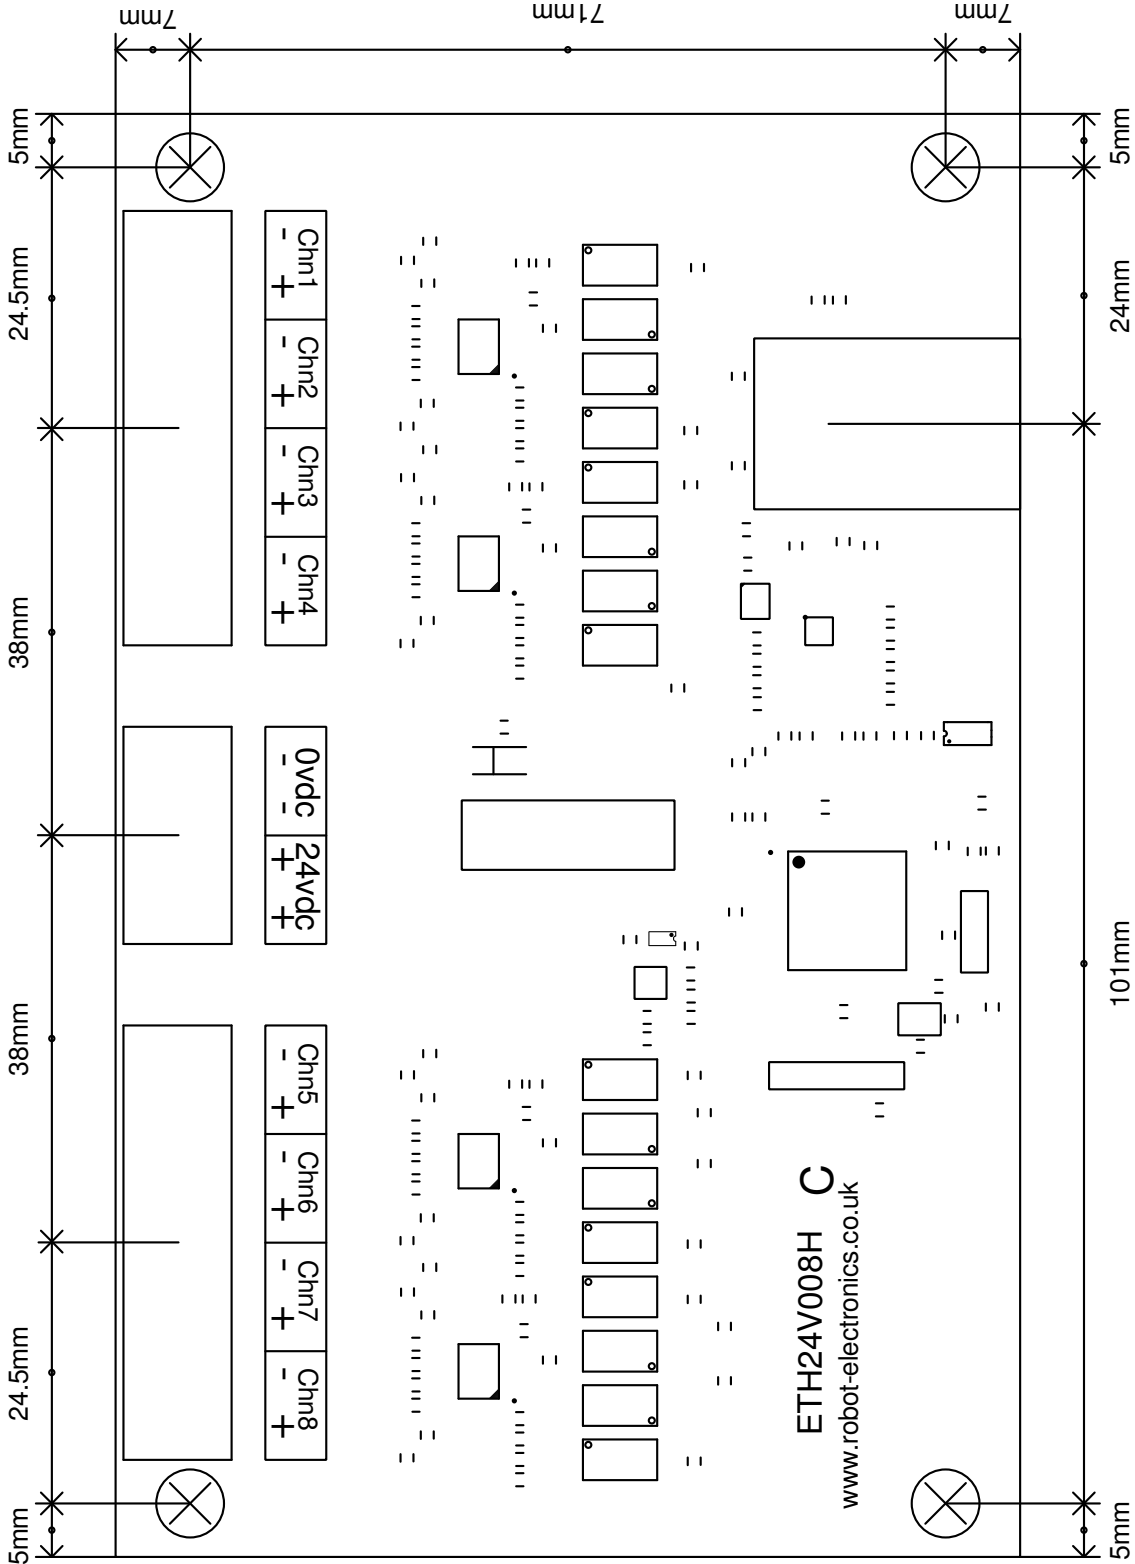 7mm
71mm
7mm
5mm
24.5mm
38mm
38mm
24.5mm
5mm
Chn1
- +
Chn2
- +
Chn3
- +
Chn4
- +
0vdc
- -
24vdc
+ +
Chn5
- +
Chn6
- +
Chn7
- +
Chn8
- +
5mm
24mm
101mm
5mm
ETH24V008H C
www.robot-electronics.co.uk